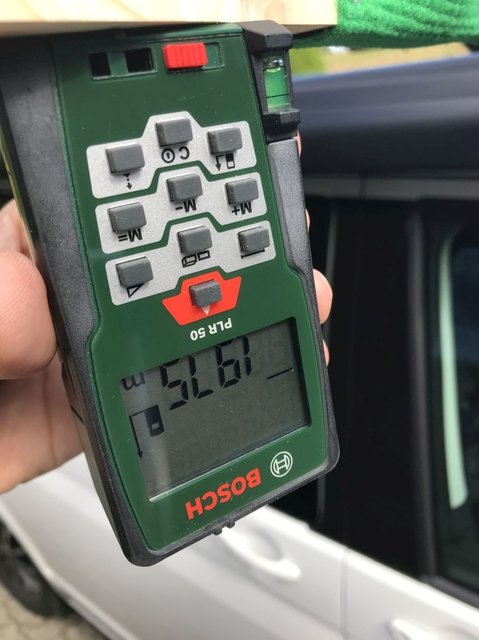 BOSCH
1.975 m
PLR 50
M+ M- M=
C